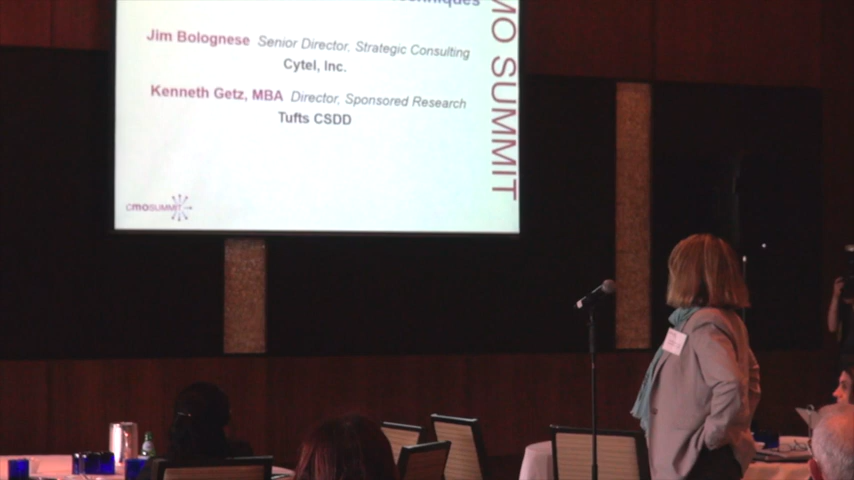 Jim Bolognese Senior Director, Strategic Consulting
Cytel, Inc.
Kenneth Getz, MBA Director, Sponsored Research
Tufts CSDD
MO SUMMIT
CMOSUMMIT